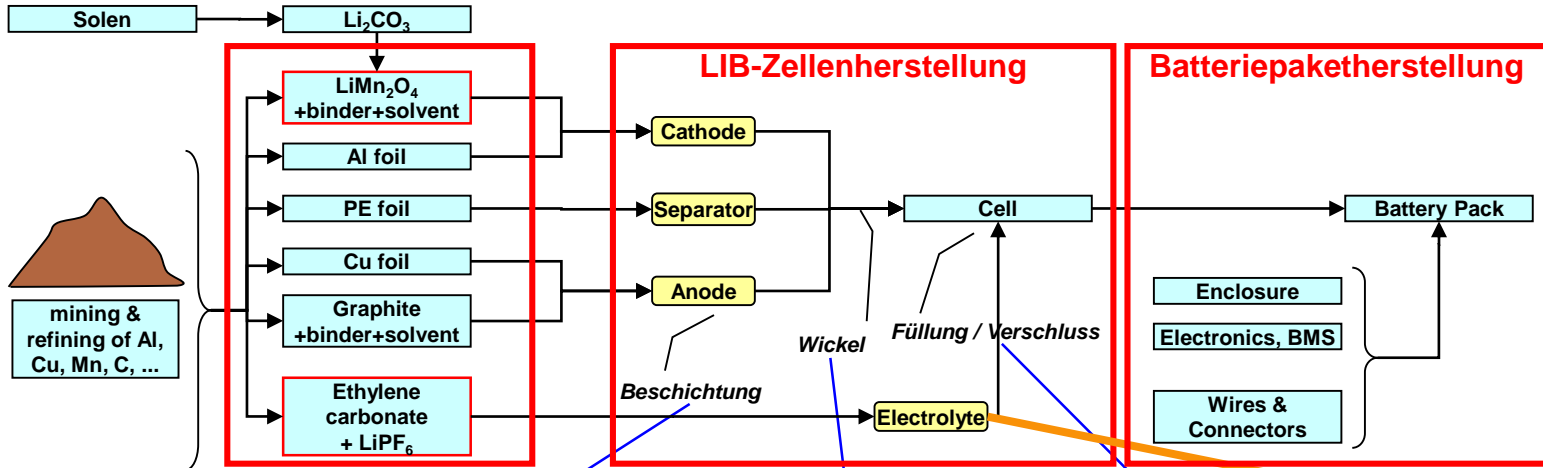 Solen
Li₂CO₃
LIB-Zellenherstellung
Batteriepaketherstellung
LiMn₂O₄
+binder+solvent
Al foil
PE foil
Cu foil
Graphite
+binder+solvent
Ethylene
carbonate
+ LiPF₆
mining &
refining of Al,
Cu, Mn, C, ...
Cathode
Separator
Anode
Electrolyte
Beschichtung
Wickel
Füllung / Verschluss
Cell
Battery Pack
Enclosure
Electronics, BMS
Wires &
Connectors